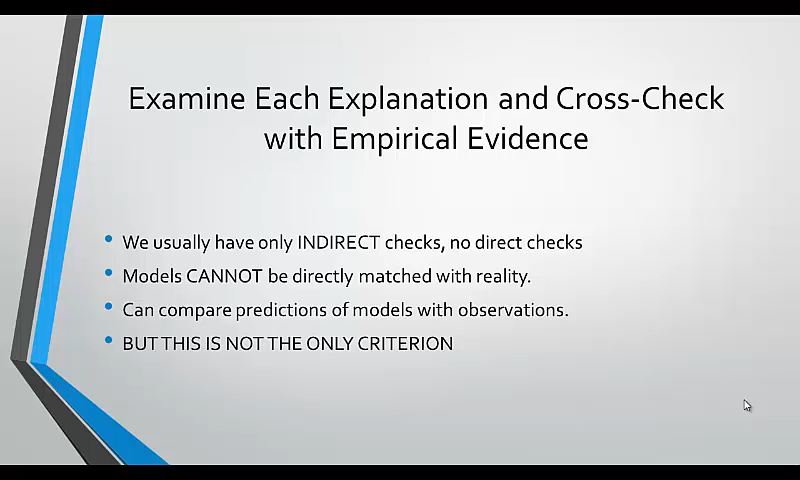 Examine Each Explanation and Cross-Check
with Empirical Evidence
We usually have only INDIRECT checks, no direct checks
Models CANNOT be directly matched with reality.
Can compare predictions of models with observations.
BUT THIS IS NOT THE ONLY CRITERION